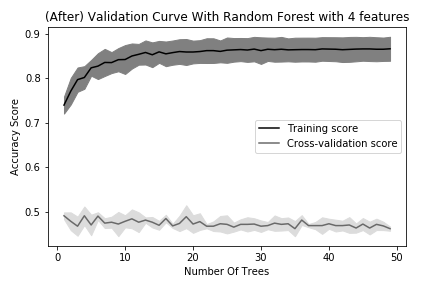 (After) Validation Curve With Random Forest with 4 features
0.9
0.8
0.7
0.6
0.5
Accuracy Score
Training score
Cross-validation score
0
10
20
30
40
50
Number Of Trees